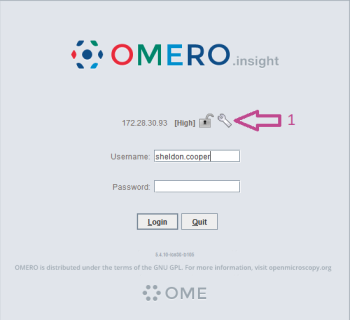 OMERO.insight
172.28.30.93 [High] 1
Username: sheldon.cooper
Password:
Login Quit
OMERO is distributed under the terms of the GNU GPL. For more information, visit openmicroscopy.org
OME